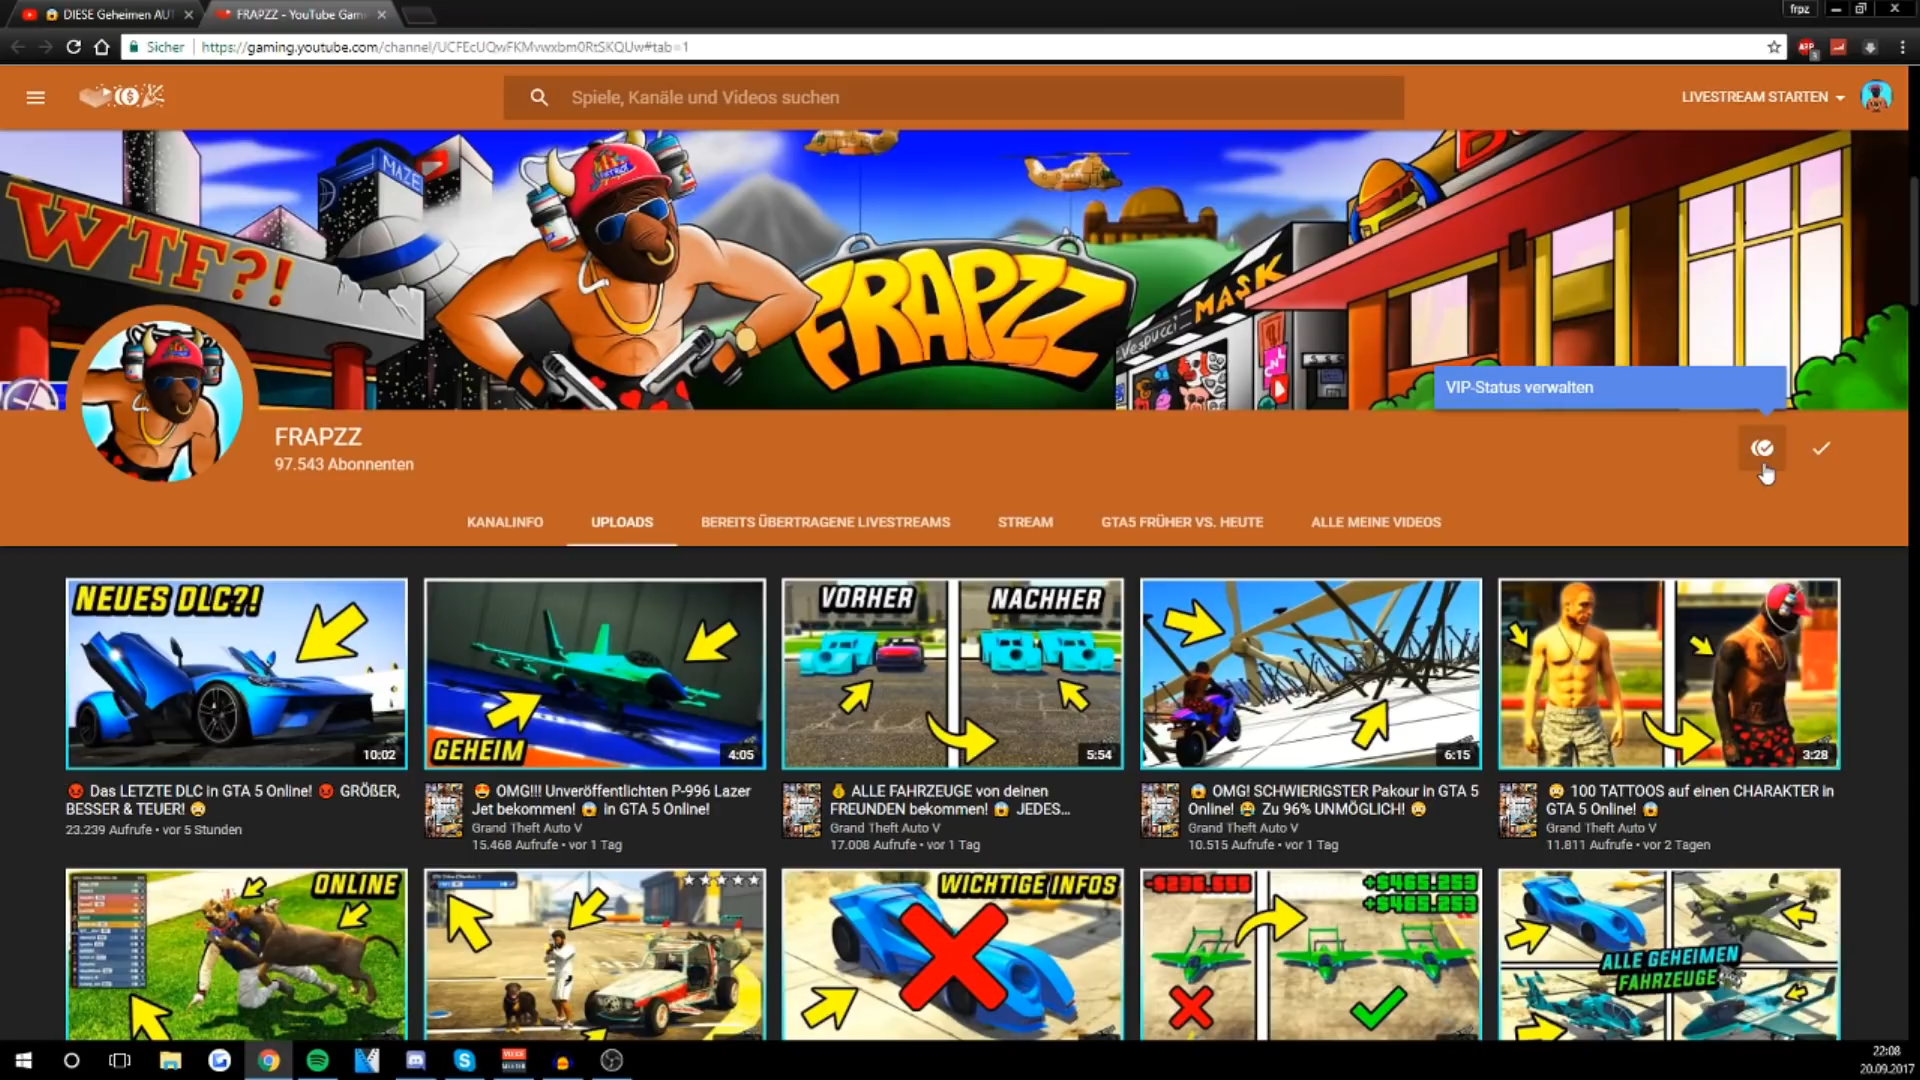 DIESE Geheimen AUT
FRAPZZ - YouTube Gam
frpz
Sicher
https://gaming.youtube.com/channel/UCFEcUQwFKMvwxbm0RtSKQUw#tab=1
ABP
Spiele, Kanäle und Videos suchen
LIVESTREAM STARTEN
WTF?!
MAZE
FRAPZZ
Vespucci
MASK
VIP-Status verwalten
FRAPZZ
97.543 Abonnenten
KANALINFO
UPLOADS
BEREITS ÜBERTRAGENE LIVESTREAMS
STREAM
GTA5 FRÜHER VS. HEUTE
ALLE MEINE VIDEOS
NEUES DLC?!
10:02
GEHEIM
4:05
VORHER
NACHHER
5:54
6:15
3:28
😡 Das LETZTE DLC in GTA 5 Online! 😡 GRÖßER,
BESSER & TEUER! 😳
23.239 Aufrufe • vor 5 Stunden
😍 OMG!!! Unveröffentlichten P-996 Lazer
Jet bekommen! 😱 in GTA 5 Online!
Grand Theft Auto V
15.468 Aufrufe • vor 1 Tag
💰 ALLE FAHRZEUGE von deinen
FREUNDEN bekommen! 😱 JEDES...
Grand Theft Auto V
17.008 Aufrufe • vor 1 Tag
😱 OMG! SCHWIERIGSTER Pakour in GTA 5
Online! 😭 Zu 96% UNMÖGLICH! 😳
Grand Theft Auto V
10.515 Aufrufe • vor 1 Tag
😳 100 TATTOOS auf einen CHARAKTER in
GTA 5 Online! 😱
Grand Theft Auto V
11.811 Aufrufe • vor 2 Tagen
ONLINE
WICHTIGE INFOS
+$465.253
+$465.253
ALLE GEHEIMEN
FAHRZEUGE
22:08
20.09.2017